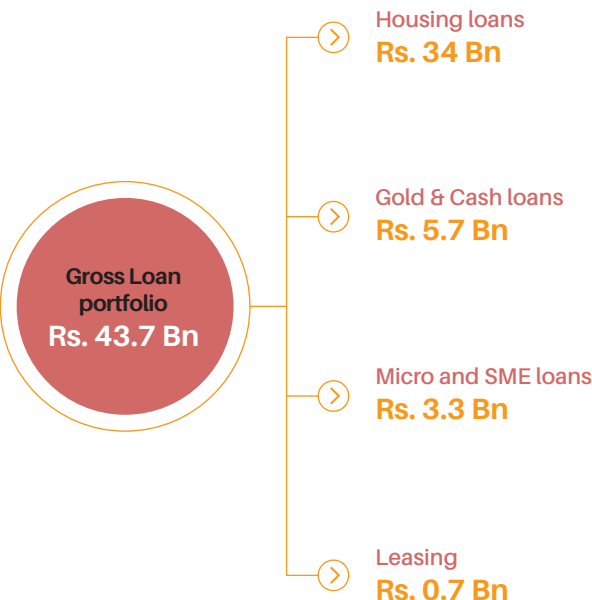 Housing loans
Rs. 34 Bn
Gold & Cash loans
Rs. 5.7 Bn
Gross Loan
portfolio
Rs. 43.7 Bn
Micro and SME loans
Rs. 3.3 Bn
Leasing
Rs. 0.7 Bn